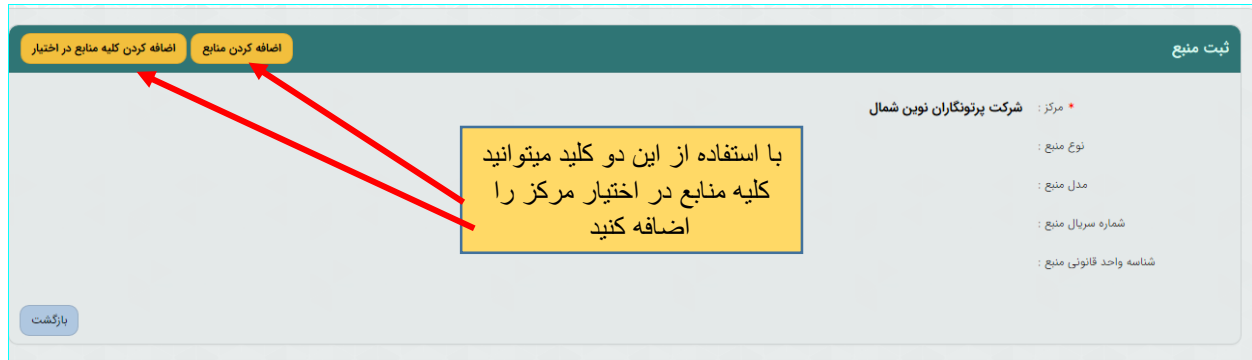 ثبت منبع
اضافه کردن منابع
اضافه کردن کلیه منابع در اختیار
* مرکز : شرکت پرتونگاران نوین شمال
نوع منبع :
مدل منبع :
شماره سریال منبع :
شناسه واحد قانونی منبع :
با استفاده از این دو کلید میتوانید
کلیه منابع در اختیار مرکز را
اضافه کنید
بازگشت